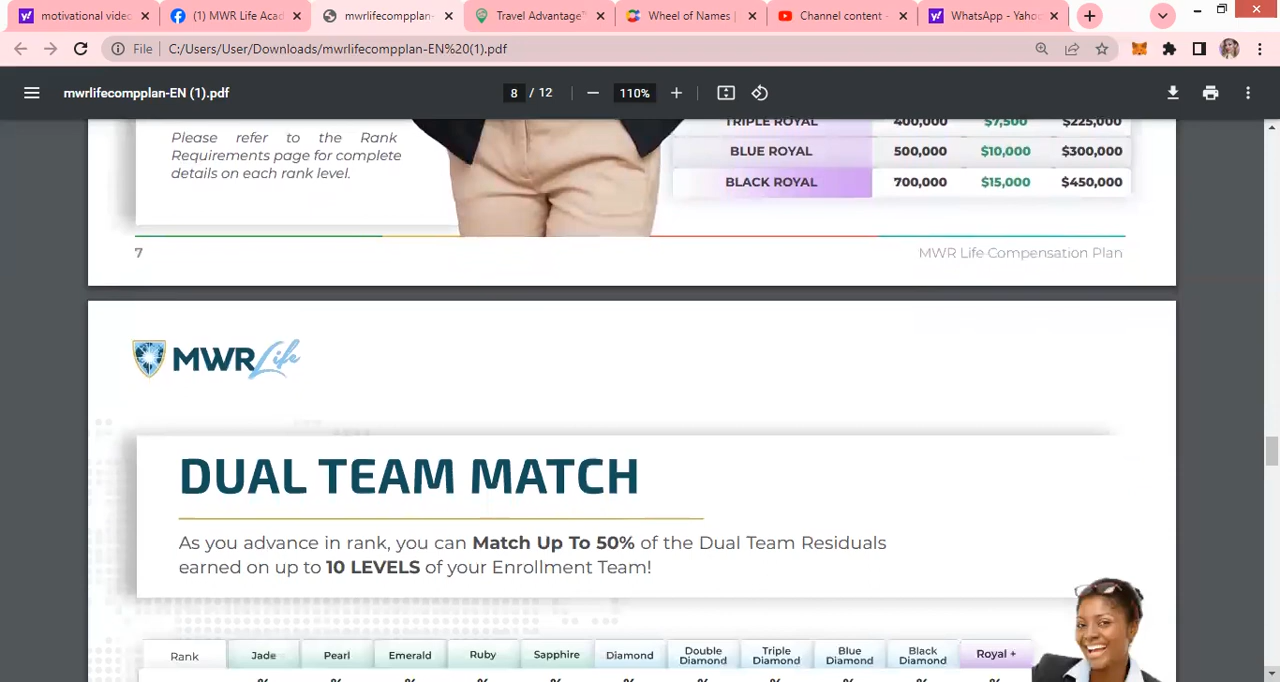 motivational vide
(1) MWR Life Acad
mwrlifecompplan-
Travel Advantage™
Wheel of Names |
Channel content -
WhatsApp - Yahoo
File
C:/Users/User/Downloads/mwrlifecompplan-EN%20(1).pdf
mwrlifecompplan-EN (1).pdf
8 / 12
110%
Please refer to the Rank
Requirements page for complete
details on each rank level.
TRIPLE ROYAL 400,000 $7,500 $225,000
BLUE ROYAL 500,000 $10,000 $300,000
BLACK ROYAL 700,000 $15,000 $450,000
7
MWR Life Compensation Plan
MWR Life
DUAL TEAM MATCH
As you advance in rank, you can Match Up To 50% of the Dual Team Residuals
earned on up to 10 LEVELS of your Enrollment Team!
Rank Jade Pearl Emerald Ruby Sapphire Diamond Double Diamond Triple Diamond Blue Diamond Black Diamond Royal +
% % % % % % % % % % %